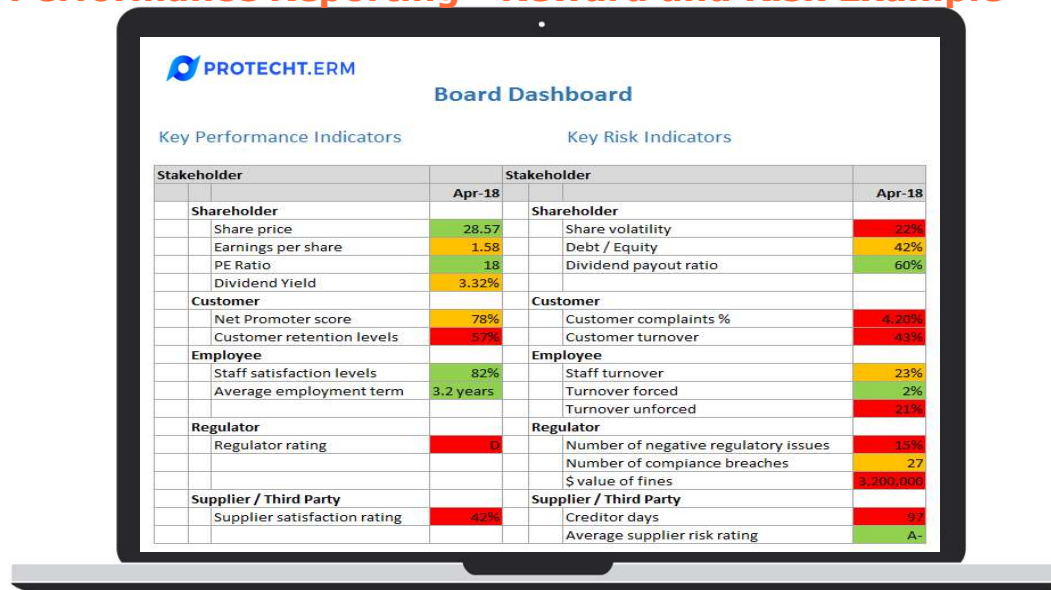 Performance Reporting - Reward and Risk Example
PROTECHT.ERM
Board Dashboard
Key Performance Indicators Key Risk Indicators
Stakeholder Stakeholder
Apr-18 Apr-18
Shareholder Shareholder
Share price 28.57 Share volatility 22%
Earnings per share 1.58 Debt / Equity 42%
PE Ratio 18 Dividend payout ratio 60%
Dividend Yield 3.32%
Customer Customer
Net Promoter score 78% Customer complaints % 4.20%
Customer retention levels 57% Customer turnover 43%
Employee Employee
Staff satisfaction levels 82% Staff turnover 23%
Average employment term 3.2 years Turnover forced 2%
Turnover unforced 21%
Regulator Regulator
Regulator rating D Number of negative regulatory issues 15%
Number of compiance breaches 27
$ value of fines 3,200,000
Supplier / Third Party Supplier / Third Party
Supplier satisfaction rating 42% Creditor days 97
Average supplier risk rating A-